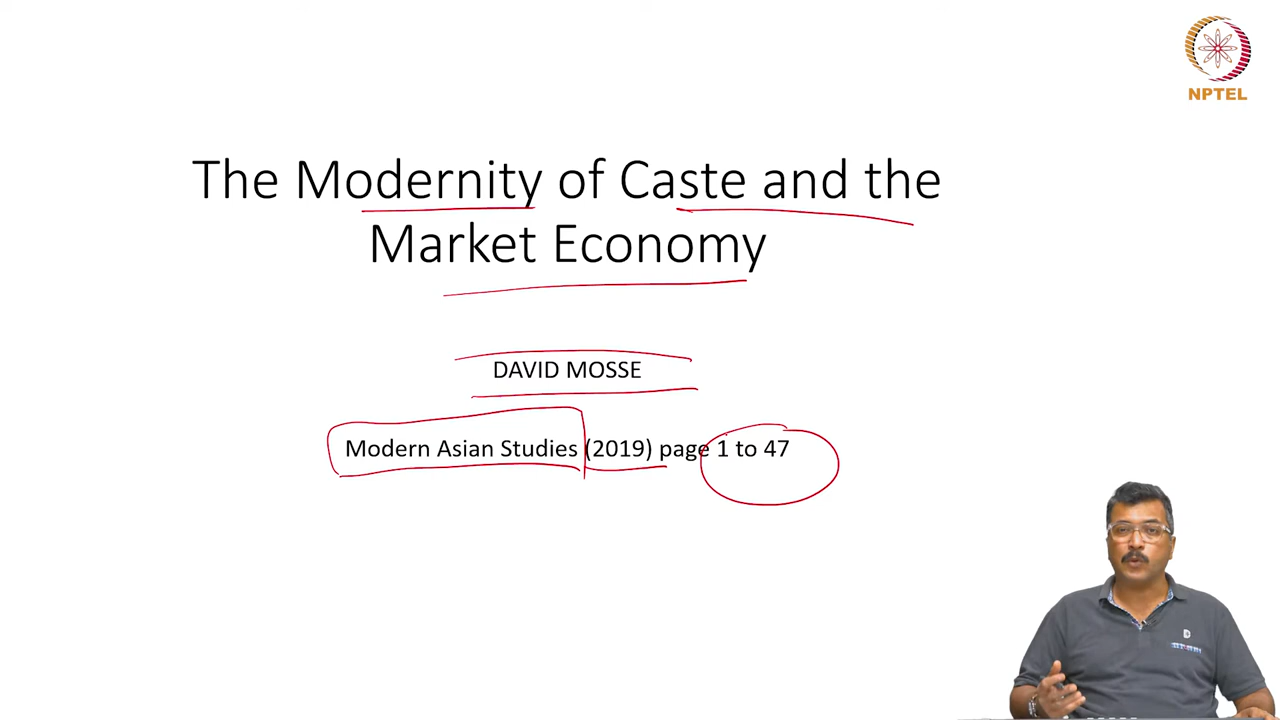 NPTEL
The Modernity of Caste and the
Market Economy
DAVID MOSSE
Modern Asian Studies (2019) page 1 to 47